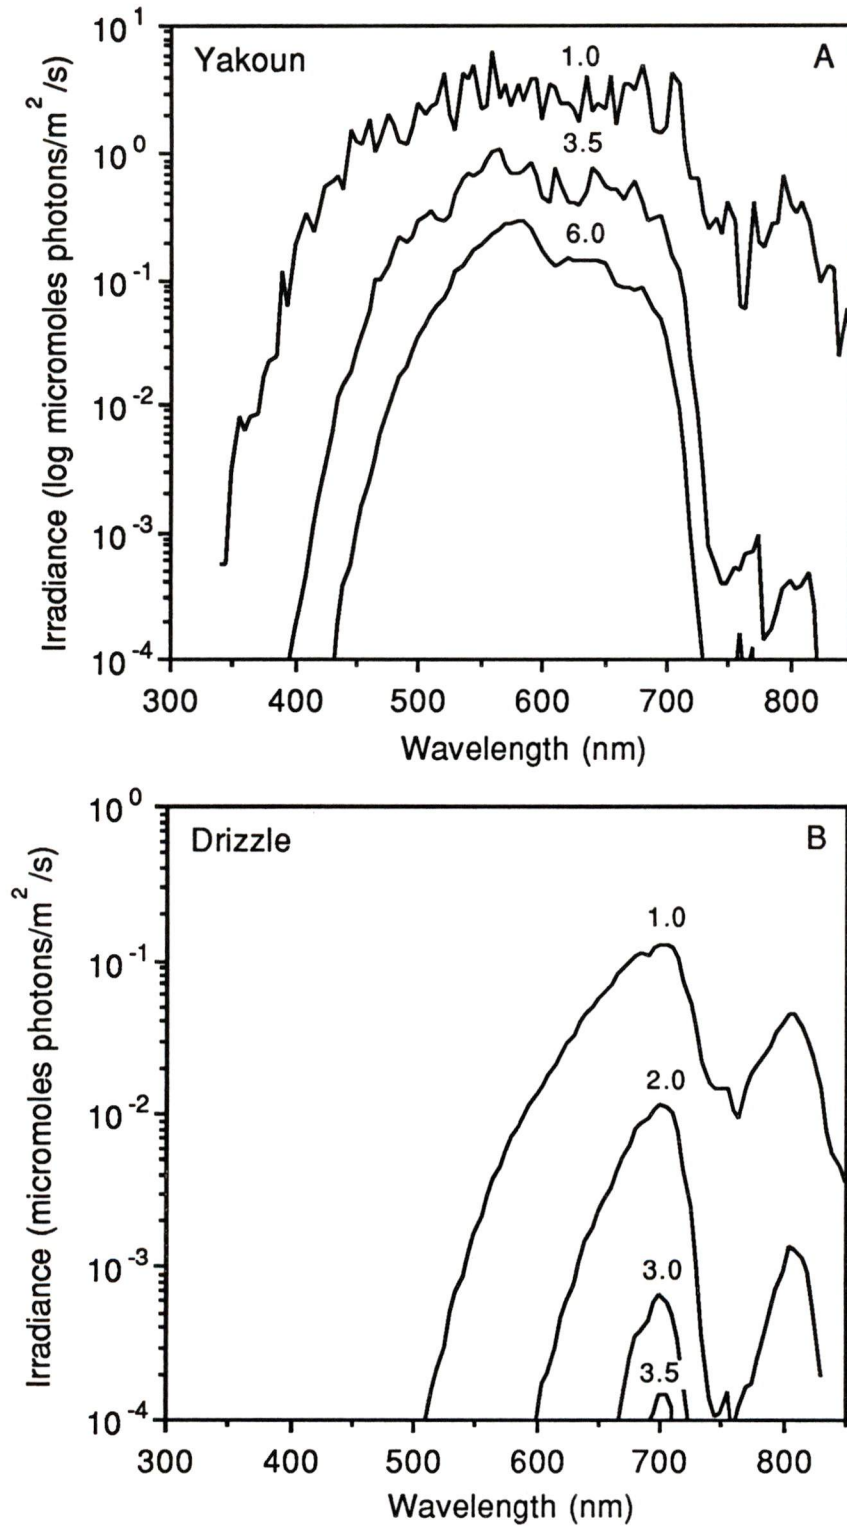 Yakoun
A
1.0
3.5
6.0
10^1
10^0
10^-1
10^-2
10^-3
10^-4
Irradiance (log micromoles photons/m^2 /s)
300 400 500 600 700 800
Wavelength (nm)
Drizzle
B
1.0
2.0
3.0
3.5
10^0
10^-1
10^-2
10^-3
10^-4
Irradiance (micromoles photons/m^2 /s)
300 400 500 600 700 800
Wavelength (nm)